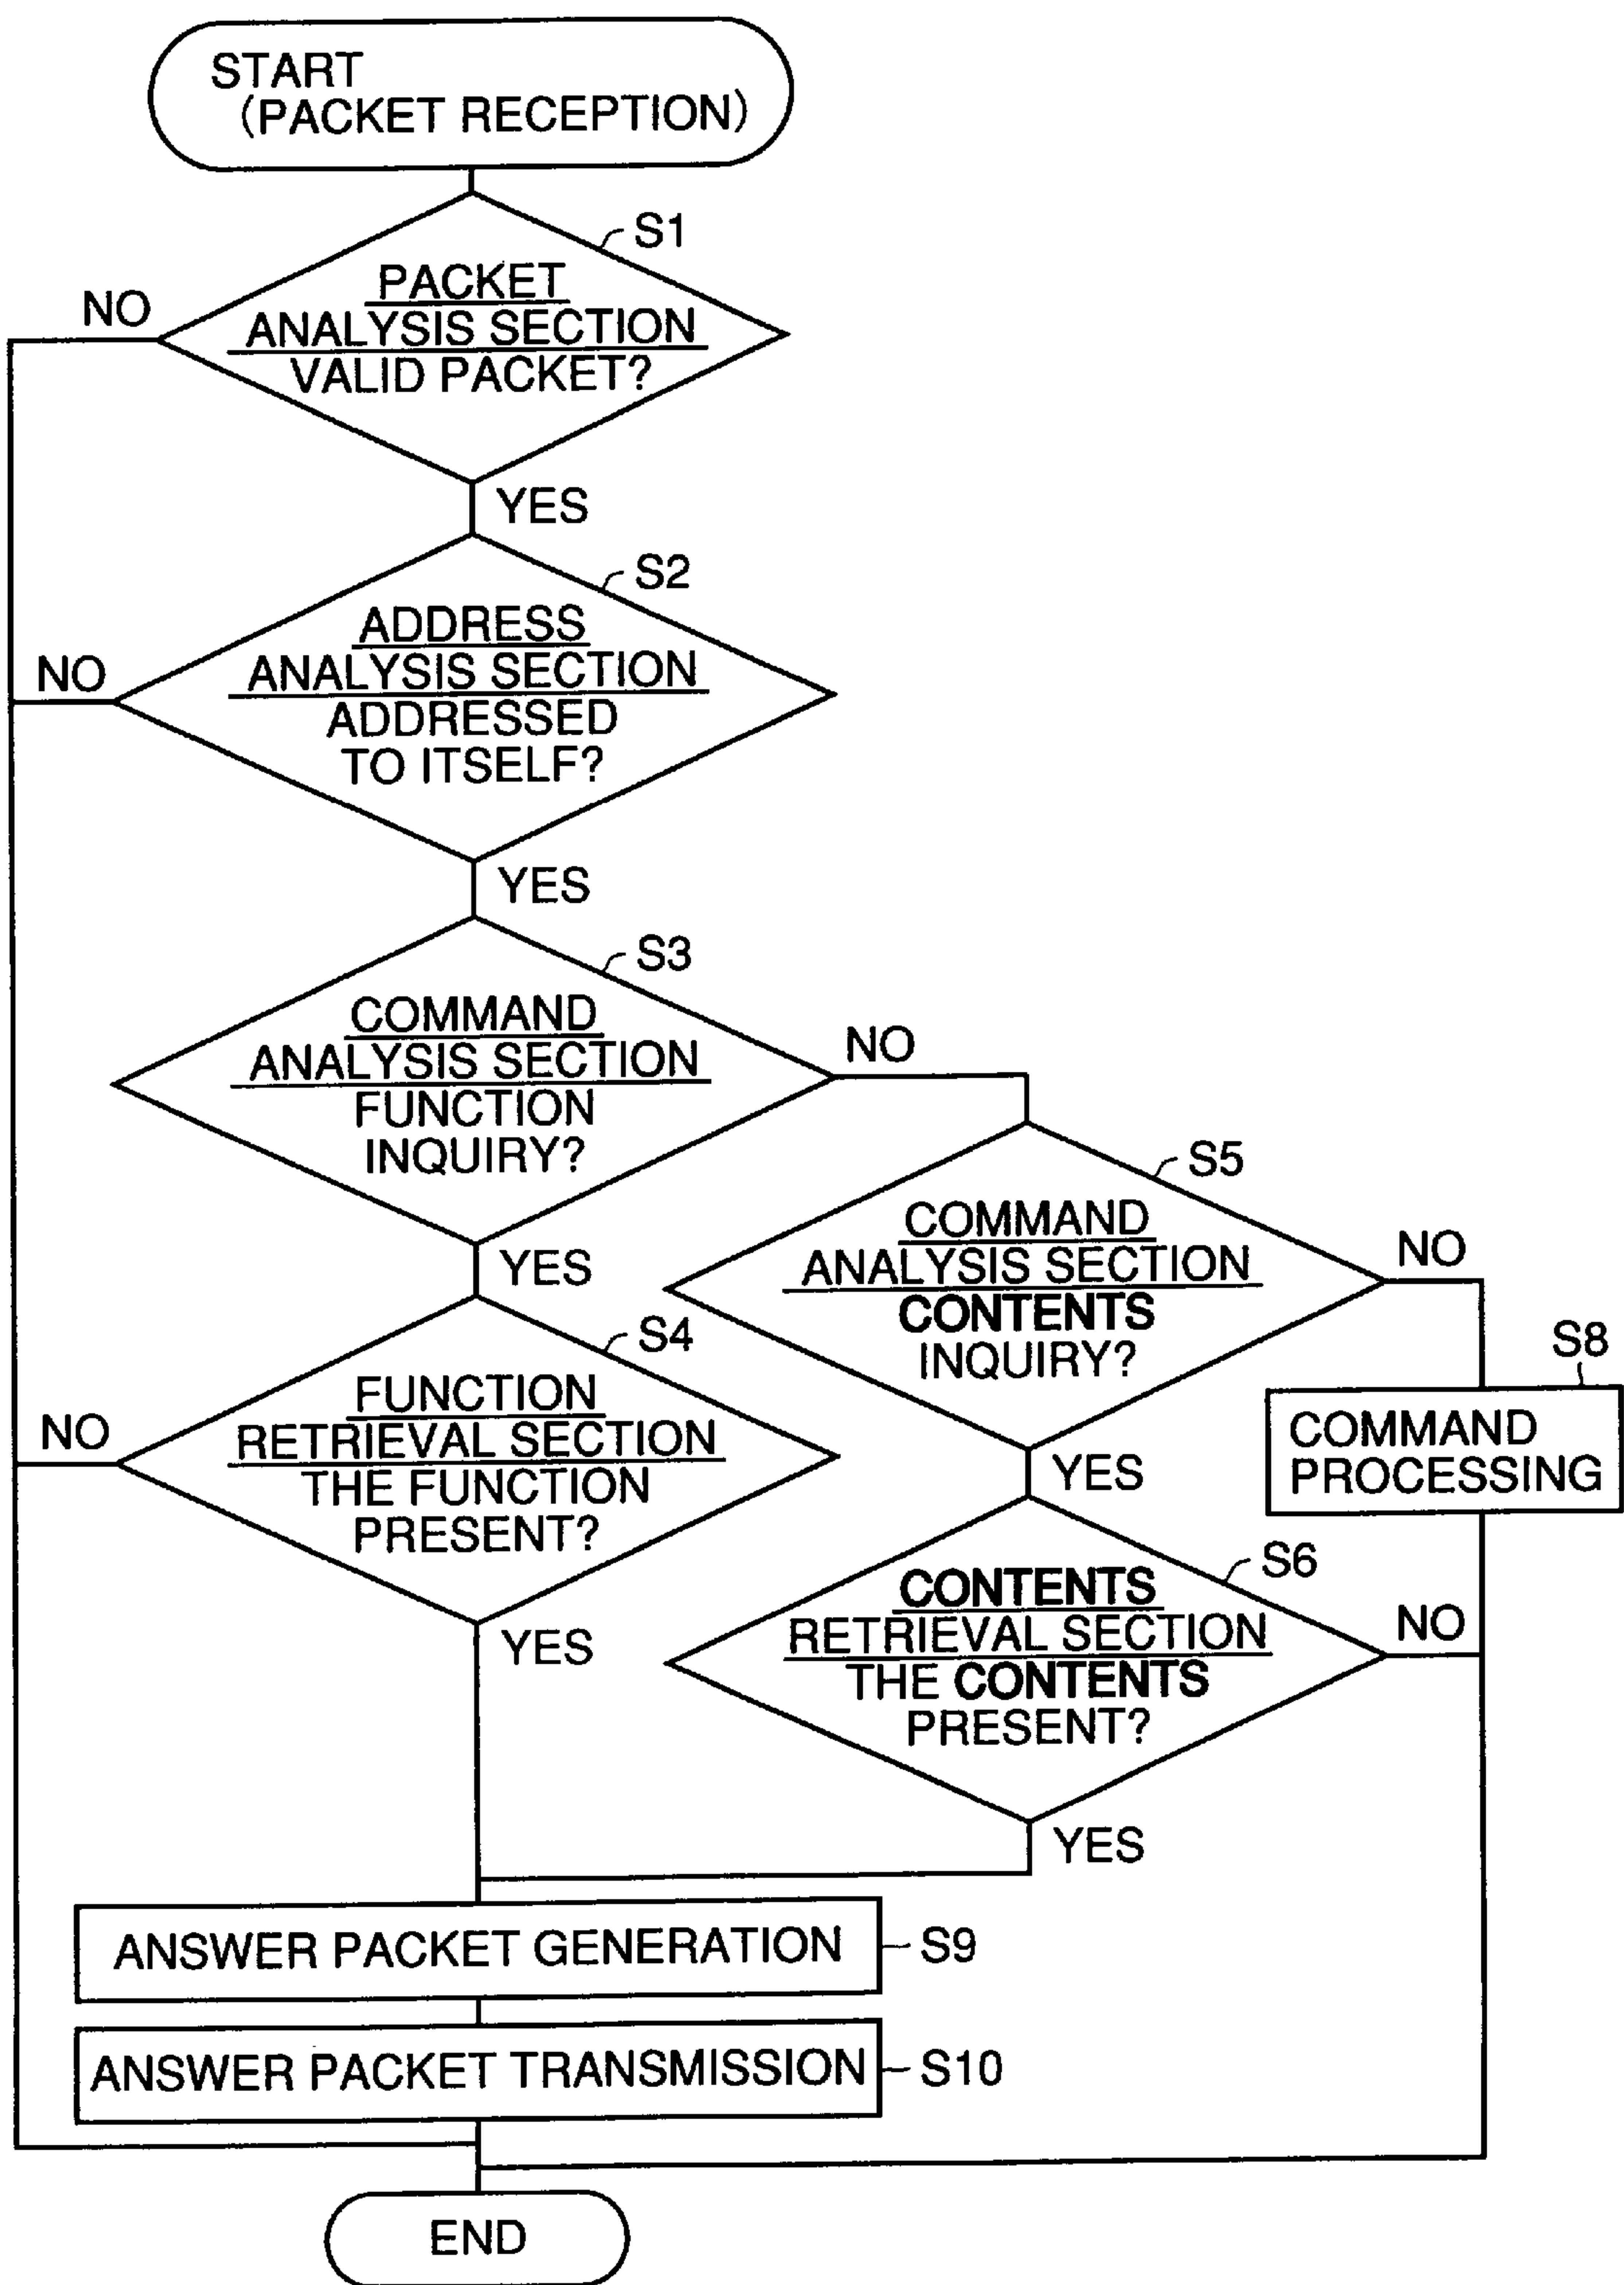 START
(PACKET RECEPTION)
S1
PACKET
ANALYSIS SECTION
VALID PACKET?
NO
YES
S2
ADDRESS
ANALYSIS SECTION
ADDRESSED
TO ITSELF?
NO
YES
S3
COMMAND
ANALYSIS SECTION
FUNCTION
INQUIRY?
NO
YES
S5
COMMAND
ANALYSIS SECTION
CONTENTS
INQUIRY?
NO
YES
S4
FUNCTION
RETRIEVAL SECTION
THE FUNCTION
PRESENT?
NO
YES
S8
COMMAND
PROCESSING
S6
CONTENTS
RETRIEVAL SECTION
THE CONTENTS
PRESENT?
NO
YES
ANSWER PACKET GENERATION
S9
ANSWER PACKET TRANSMISSION
S10
END